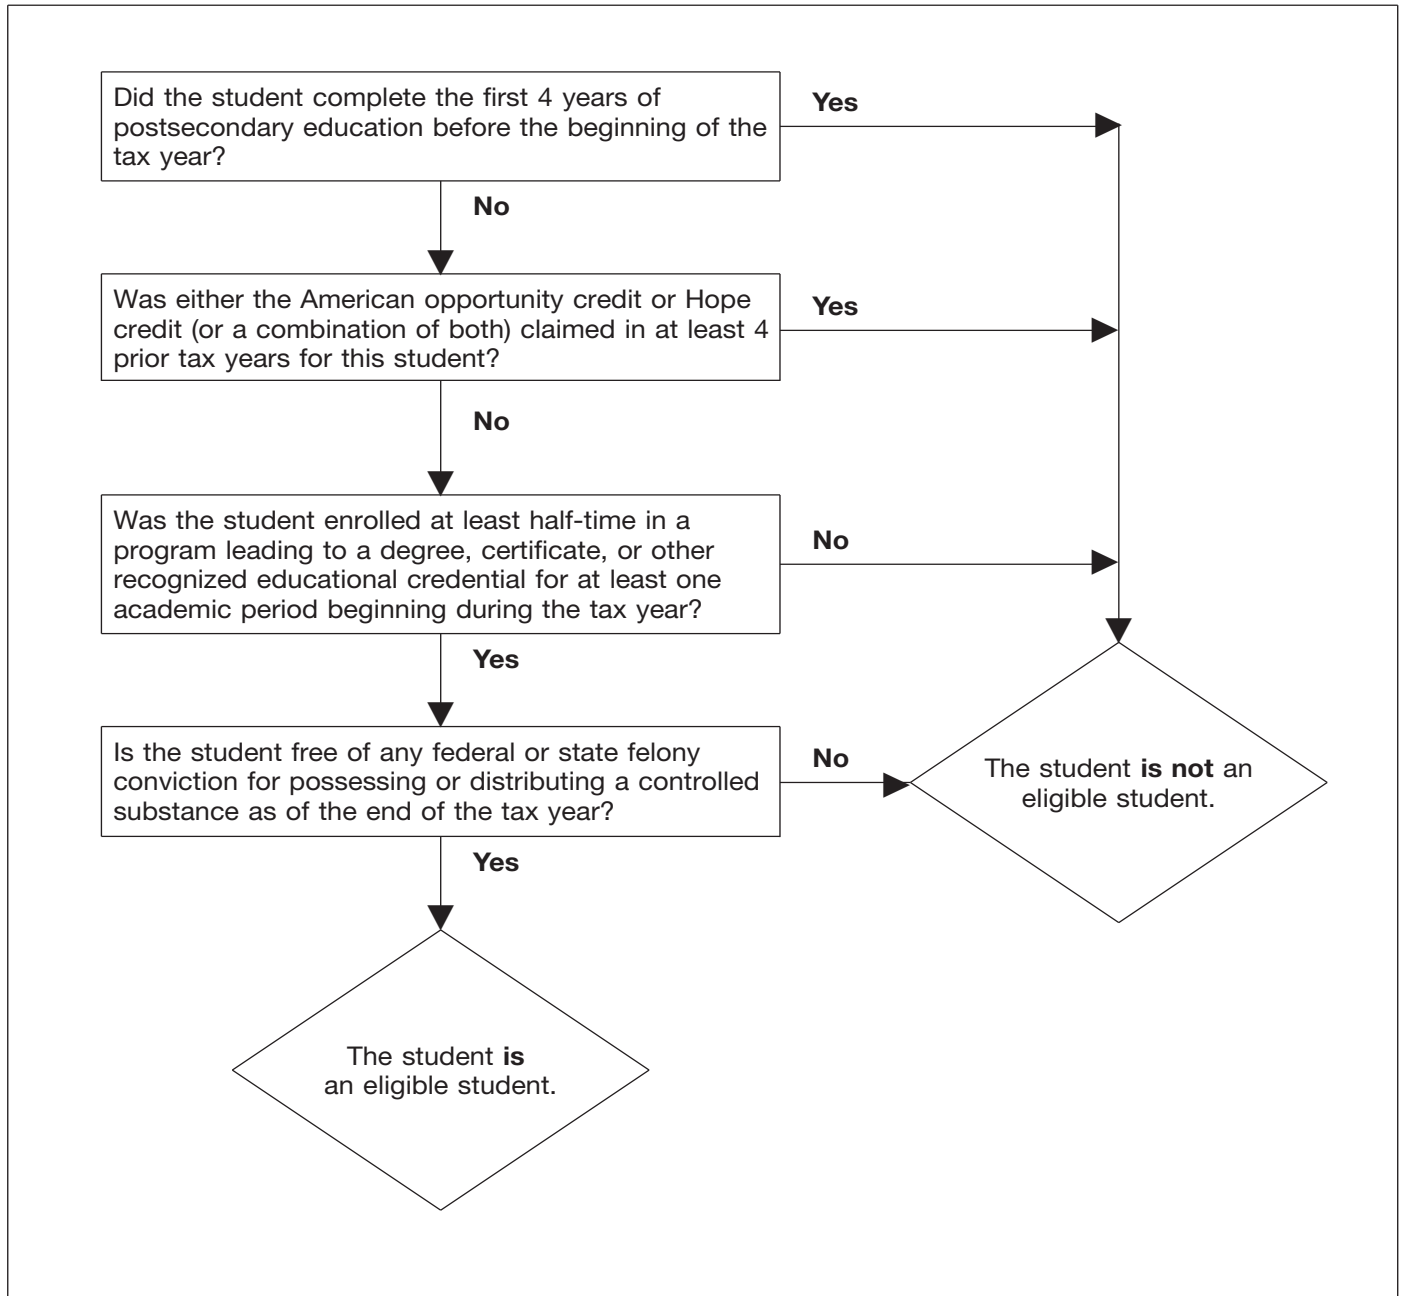 Did the student complete the first 4 years of
postsecondary education before the beginning of the
tax year?
Yes
No
Was either the American opportunity credit or Hope
credit (or a combination of both) claimed in at least 4
prior tax years for this student?
Yes
No
Was the student enrolled at least half-time in a
program leading to a degree, certificate, or other
recognized educational credential for at least one
academic period beginning during the tax year?
No
Yes
Is the student free of any federal or state felony
conviction for possessing or distributing a controlled
substance as of the end of the tax year?
No
The student is not an
eligible student.
Yes
The student is
an eligible student.